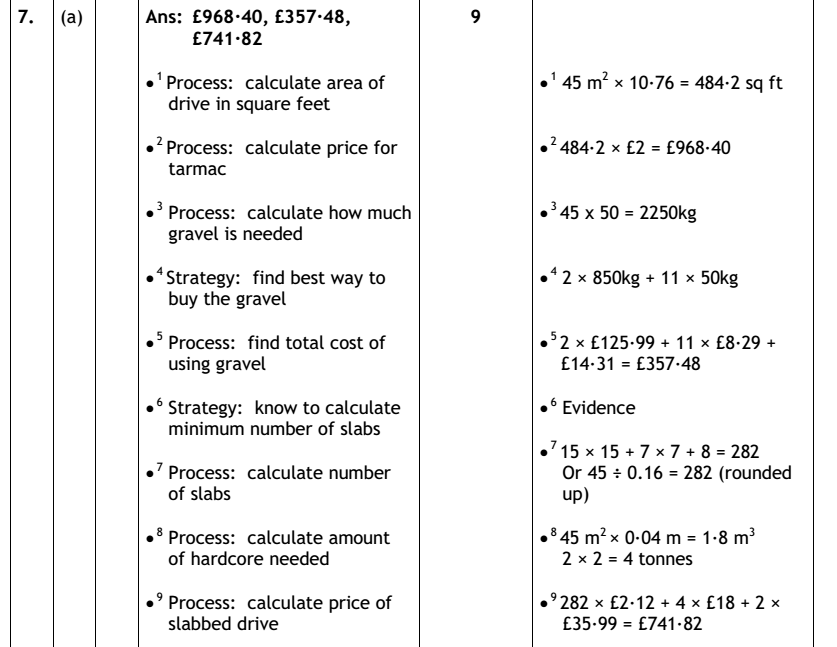 7. (a) Ans: £968·40, £357·48, 9
£741·82
•1 Process: calculate area of
drive in square feet
•1 45 m2 × 10·76 = 484·2 sq ft
•2 Process: calculate price for
tarmac
•2 484·2 × £2 = £968·40
•3 Process: calculate how much
gravel is needed
•3 45 x 50 = 2250kg
•4 Strategy: find best way to
buy the gravel
•4 2 × 850kg + 11 × 50kg
•5 Process: find total cost of
using gravel
•5 2 × £125·99 + 11 × £8·29 +
£14·31 = £357·48
•6 Strategy: know to calculate
minimum number of slabs
•6 Evidence
•7 Process: calculate number
of slabs
•7 15 × 15 + 7 × 7 + 8 = 282
Or 45 ÷ 0.16 = 282 (rounded
up)
•8 Process: calculate amount
of hardcore needed
•8 45 m2 × 0·04 m = 1·8 m3
2 × 2 = 4 tonnes
•9 Process: calculate price of
slabbed drive
•9 282 × £2·12 + 4 × £18 + 2 ×
£35·99 = £741·82